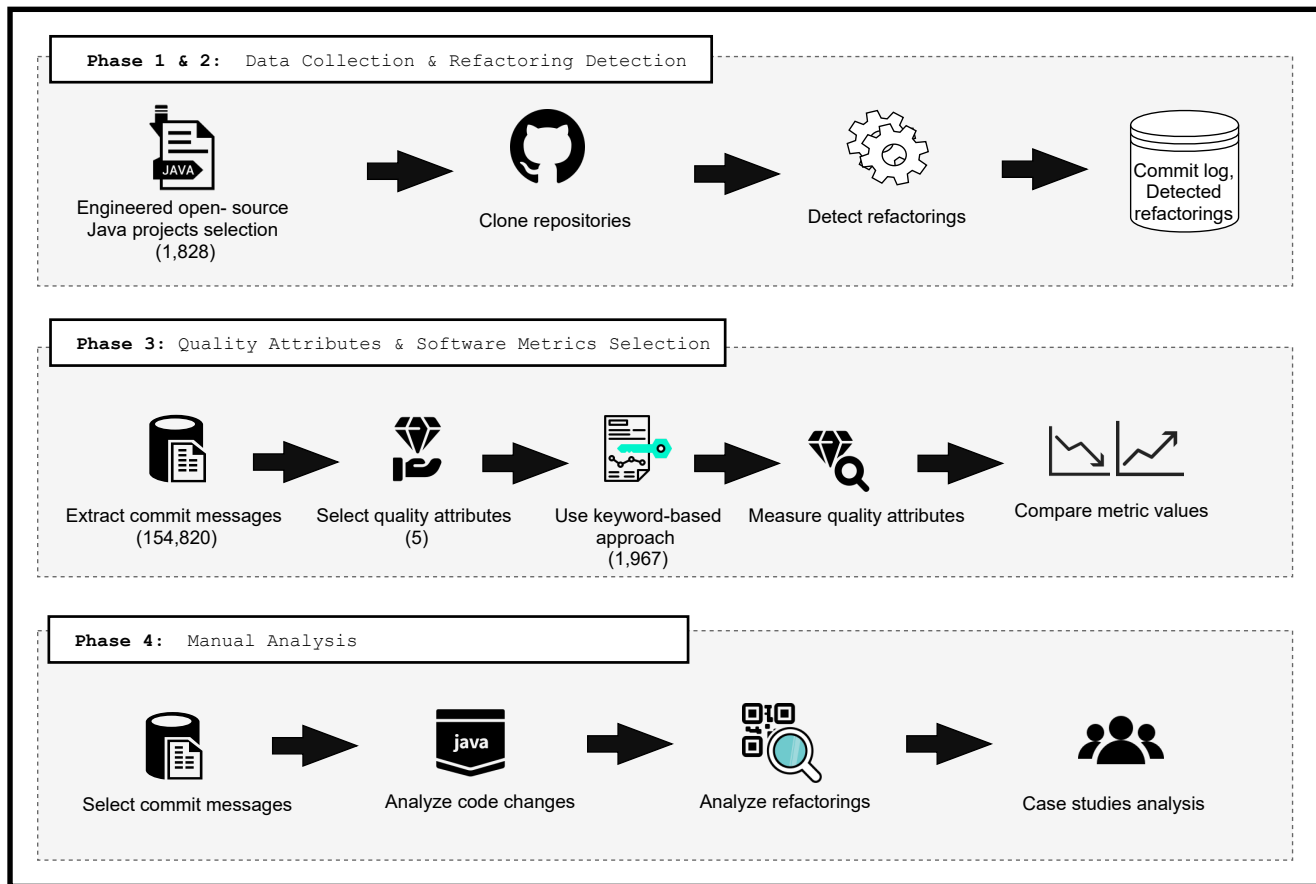 Phase 1 & 2: Data Collection & Refactoring Detection
JAVA
Engineered open- source
Java projects selection
(1,828)
Clone repositories
Detect refactorings
Commit log,
Detected
refactorings
Phase 3: Quality Attributes & Software Metrics Selection
Extract commit messages
(154,820)
Select quality attributes
(5)
Use keyword-based
approach
(1,967)
Measure quality attributes
Compare metric values
Phase 4: Manual Analysis
Select commit messages
java
Analyze code changes
Analyze refactorings
Case studies analysis